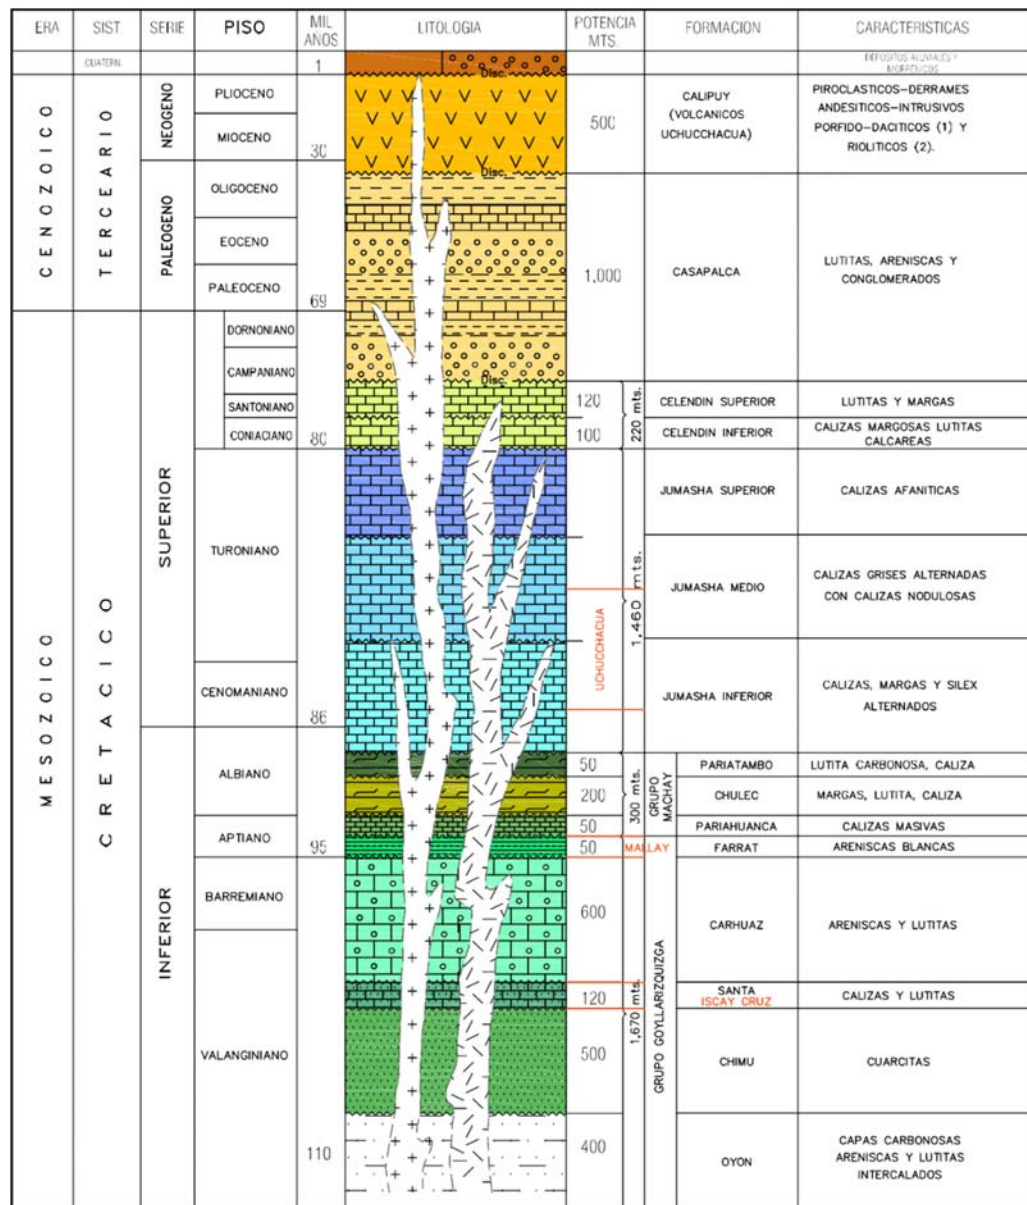 ERA SIST. SERIE PISO MIL AÑOS LITOLOGIA POTENCIA MTS. FORMACION CARACTERISTICAS
CUATERN. 1 DEPOSITOS ALUVIALES Y MORRENICOS
Disc.
CENOZOICO
TERCEARIO
NEOGENO
PLIOCENO
MIOCENO
30
500
CALIPUY
(VOLCANICOS
UCHUCCHACUA)
PIROCLASTICOS-DERRAMES
ANDESITICOS-INTRUSIVOS
PORFIDO-DACITICOS (1) Y
RIOLITICOS (2).
Disc.
PALEOGENO
OLIGOCENO
EOCENO
PALEOCENO
69
1.000
CASAPALCA
LUTITAS, ARENISCAS Y
CONGLOMERADOS
MESOZOICO
CRETACICO
SUPERIOR
DORNONIANO
CAMPANIANO
Disc.
SANTONIANO
120
220 mts.
CELENDIN SUPERIOR
LUTITAS Y MARGAS
CONIACIANO
80
100
CELENDIN INFERIOR
CALIZAS MARGOSAS LUTITAS
CALCAREAS
TURONIANO
1,460 mts.
JUMASHA SUPERIOR
CALIZAS AFANITICAS
JUMASHA MEDIO
CALIZAS GRISES ALTERNADAS
CON CALIZAS NODULOSAS
UCHUCCHACUA
CENOMANIANO
86
JUMASHA INFERIOR
CALIZAS, MARGAS Y SILEX
ALTERNADOS
INFERIOR
ALBIANO
50
300 mts.
GRUPO
MACHAY
PARIATAMBO
LUTITA CARBONOSA, CALIZA
200
CHULEC
MARGAS, LUTITA, CALIZA
APTIANO
95
50
PARIAHUANCA
CALIZAS MASIVAS
50
MALLAY
FARRAT
ARENISCAS BLANCAS
BARREMIANO
600
1,670 mts.
GRUPO GOYLLARIZQUIZGA
CARHUAZ
ARENISCAS Y LUTITAS
VALANGINIANO
120
SANTA
ISCAY CRUZ
CALIZAS Y LUTITAS
500
CHIMU
CUARCITAS
110
400
OYON
CAPAS CARBONOSAS
ARENISCAS Y LUTITAS
INTERCALADOS